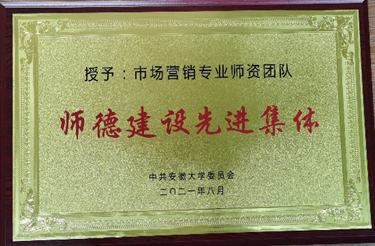 授予：市场营销专业师资团队
师德建设先进集体
中共安徽大学委员会
二〇二一年八月